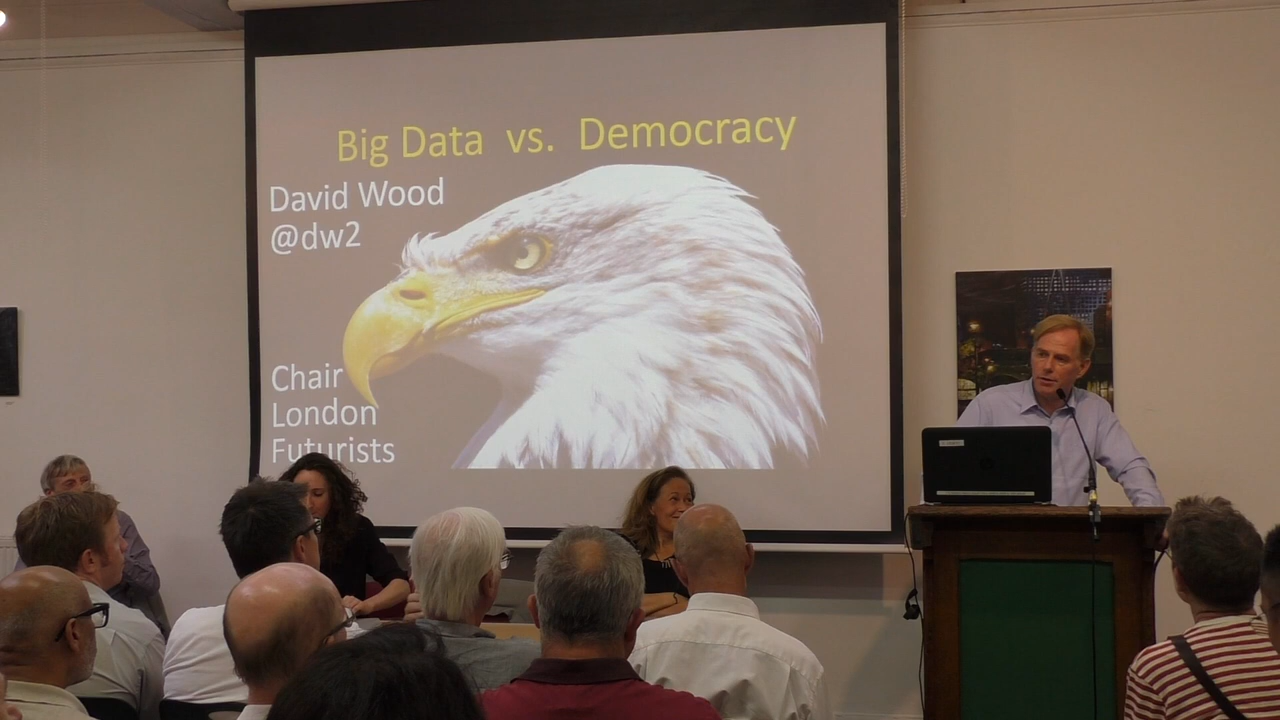 Big Data vs. Democracy
David Wood
@dw2
Chair
London
Futurists